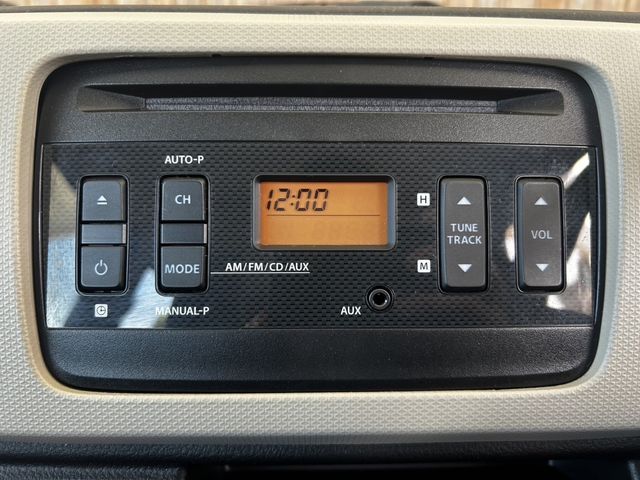 AUTO-P
CH
12:00
H
TUNE
TRACK
VOL
MODE
AM/FM/CD/AUX
M
MANUAL-P
AUX